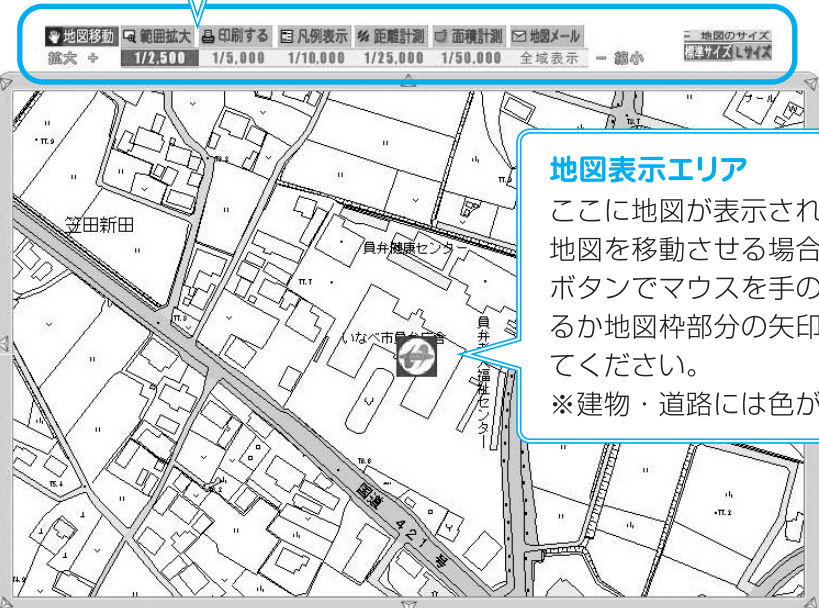 地図移動 範囲拡大 印刷する 凡例表示 距離計測 面積計測 地図メール
地図のサイズ
拡大 + 1/2,500 1/5,000 1/10,000 1/25,000 1/50,000 全域表示 − 縮小
標準サイズ Lサイズ
プール
地図表示エリア
ここに地図が表示され
地図を移動させる場合
ボタンでマウスを手の
るか地図枠部分の矢印
てください。
※建物・道路には色が
笠田新田
員弁健康センター
いなべ市員弁庁舎
福祉センター
国道421号